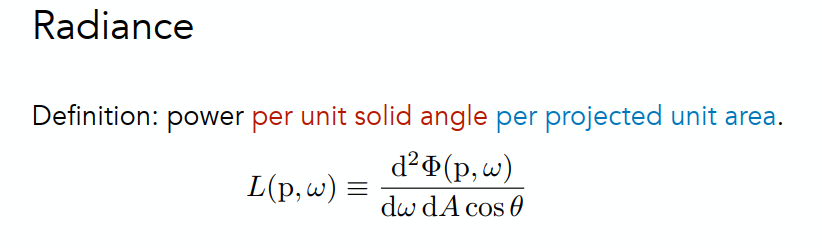 Radiance
Definition: power per unit solid angle per projected unit area.
L(p, ω) ≡ d²Φ(p, ω) / dω dA cos θ